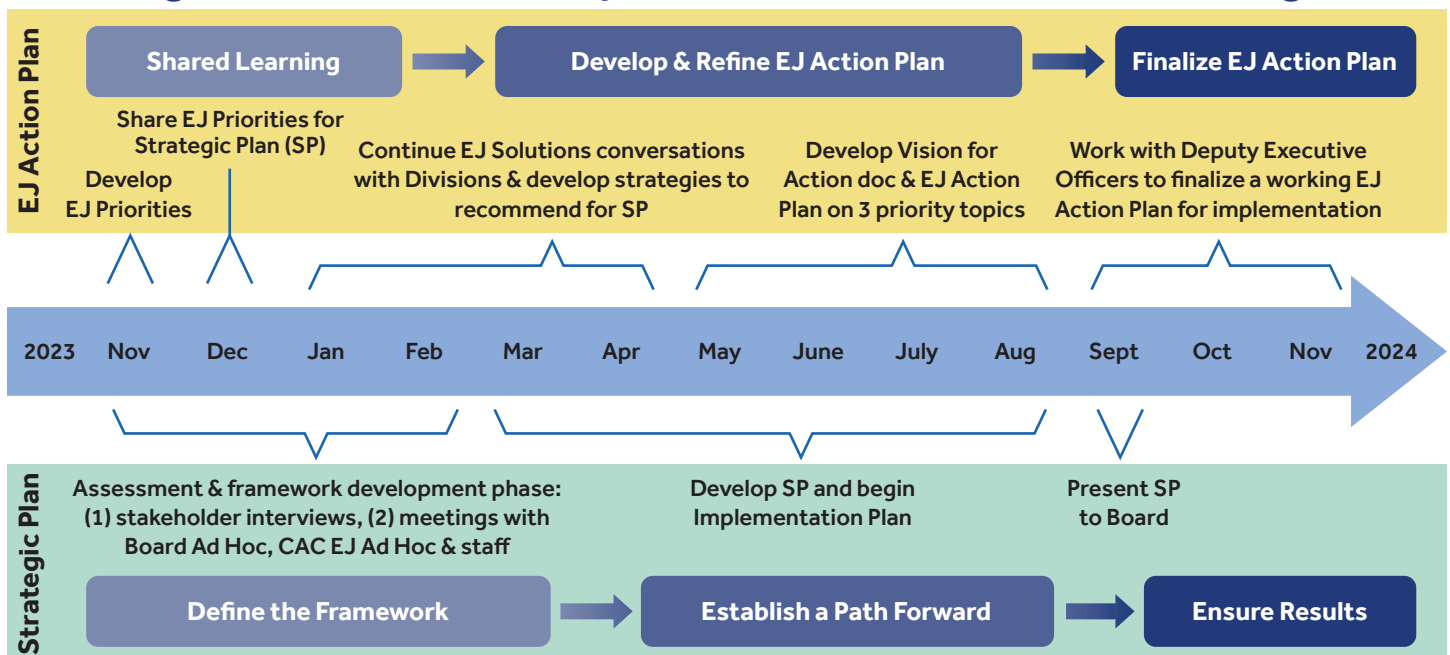 EJ Action Plan
Shared Learning
Develop & Refine EJ Action Plan
Finalize EJ Action Plan
Share EJ Priorities for
Strategic Plan (SP)
Develop
EJ Priorities
Continue EJ Solutions conversations
with Divisions & develop strategies to
recommend for SP
Develop Vision for
Action doc & EJ Action
Plan on 3 priority topics
Work with Deputy Executive
Officers to finalize a working EJ
Action Plan for implementation
2023 Nov Dec Jan Feb Mar Apr May June July Aug Sept Oct Nov 2024
Strategic Plan
Assessment & framework development phase:
(1) stakeholder interviews, (2) meetings with
Board Ad Hoc, CAC EJ Ad Hoc & staff
Develop SP and begin
Implementation Plan
Present SP
to Board
Define the Framework
Establish a Path Forward
Ensure Results